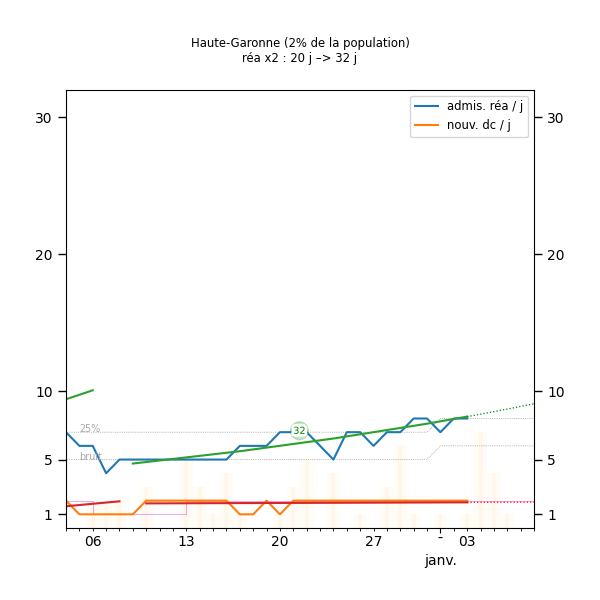 Haute-Garonne (2% de la population)
réa x2 : 20 j –> 32 j
admis. réa / j
nouv. dc / j
30 30
20 20
10 10
25%
32
bruit
5 5
1 1
06 13 20 27 - 03
janv.